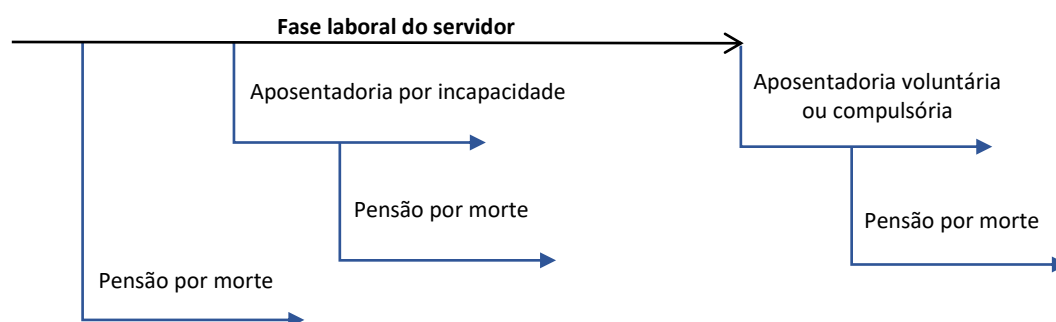 Fase laboral do servidor
Aposentadoria por incapacidade
Aposentadoria voluntária
ou compulsória
Pensão por morte
Pensão por morte
Pensão por morte